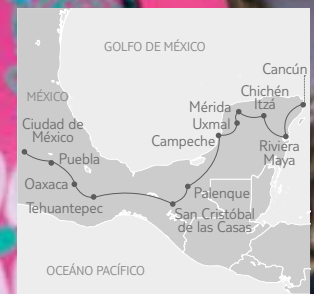 GOLFO DE MÉXICO
Cancún
Chichén
Itzá
MÉXICO
Mérida
Uxmal
Ciudad de
México
Campeche
Riviera
Maya
Puebla
Oaxaca
Palenque
Tehuantepec
San Cristóbal
de las Casas
OCEÁNO PACÍFICO